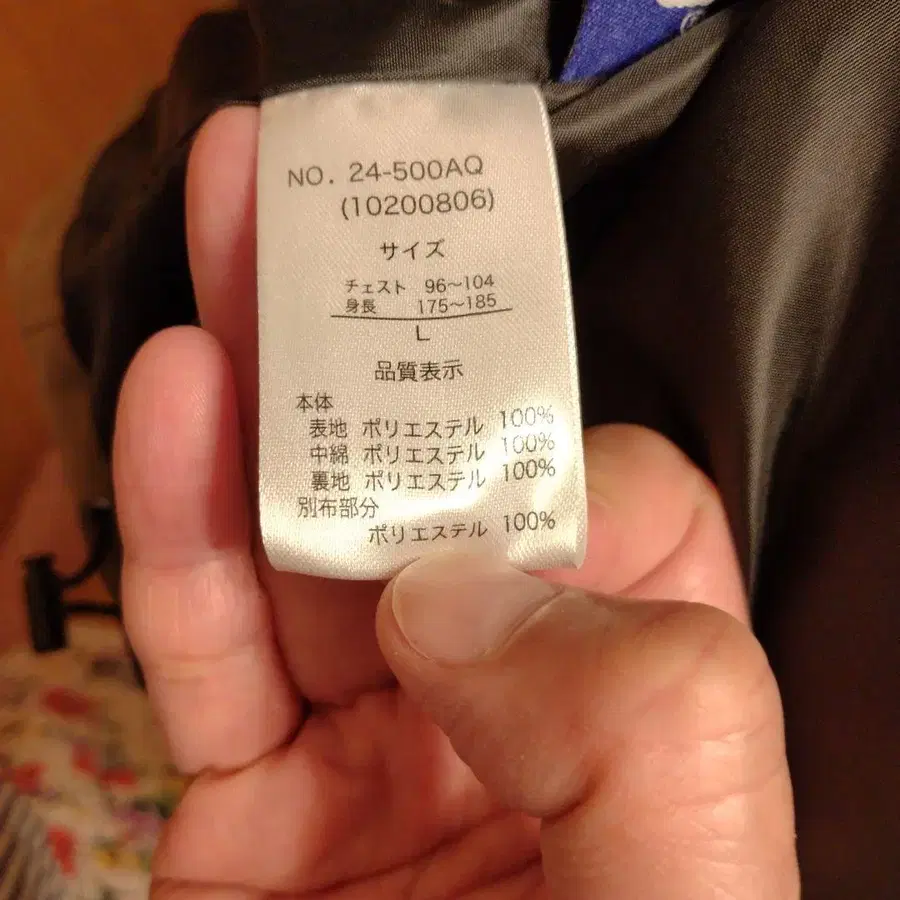 NO. 24-500AQ
(10200806)
サイズ
チェスト 96〜104
身長 175〜185
L
品質表示
本体
表地 ポリエステル 100%
中綿 ポリエステル 100%
裏地 ポリエステル 100%
別布部分
ポリエステル 100%